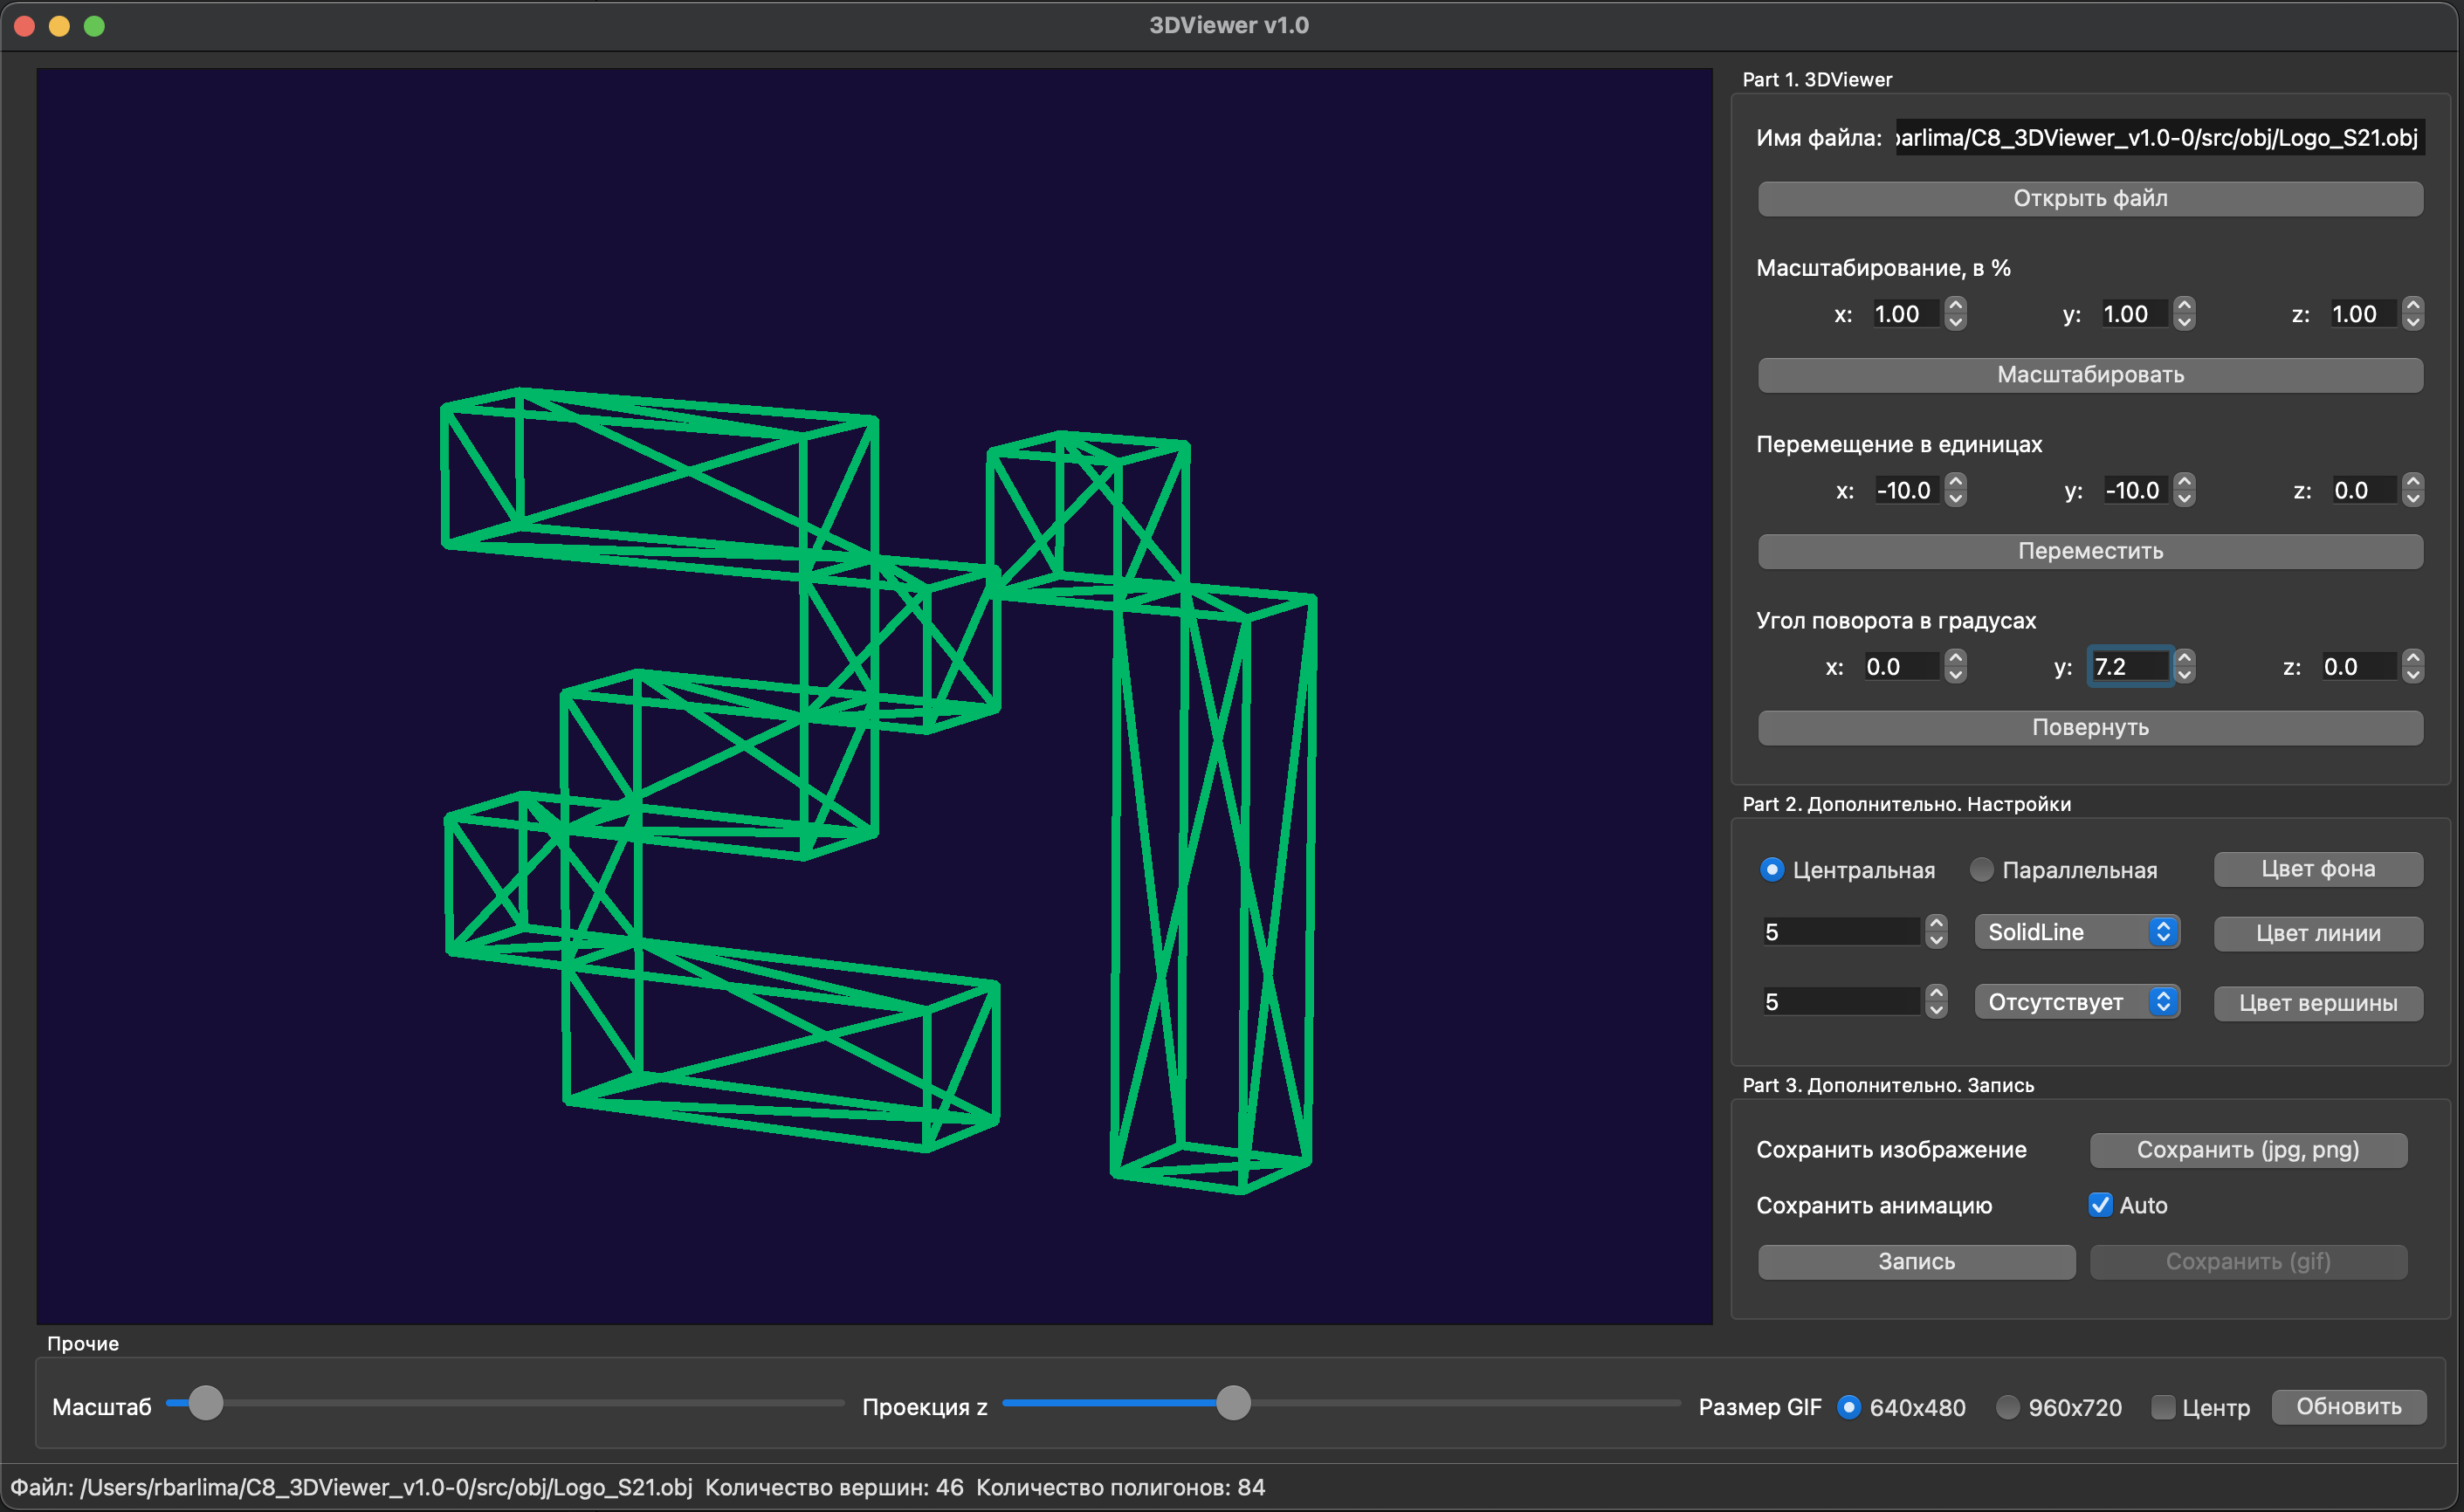 3DViewer v1.0
Part 1. 3DViewer
Имя файла: barlima/C8_3DViewer_v1.0-0/src/obj/Logo_S21.obj
Открыть файл
Масштабирование, в %
x: 1.00 y: 1.00 z: 1.00
Масштабировать
Перемещение в единицах
x: -10.0 y: -10.0 z: 0.0
Переместить
Угол поворота в градусах
x: 0.0 y: 7.2 z: 0.0
Повернуть
Part 2. Дополнительно. Настройки
Центральная Параллельная Цвет фона
5 SolidLine Цвет линии
5 Отсутствует Цвет вершины
Part 3. Дополнительно. Запись
Сохранить изображение Сохранить (jpg, png)
Сохранить анимацию Auto
Запись Сохранить (gif)
Прочие
Масштаб Проекция z Размер GIF 640x480 960x720 Центр Обновить
Файл: /Users/rbarlima/C8_3DViewer_v1.0-0/src/obj/Logo_S21.obj Количество вершин: 46 Количество полигонов: 84